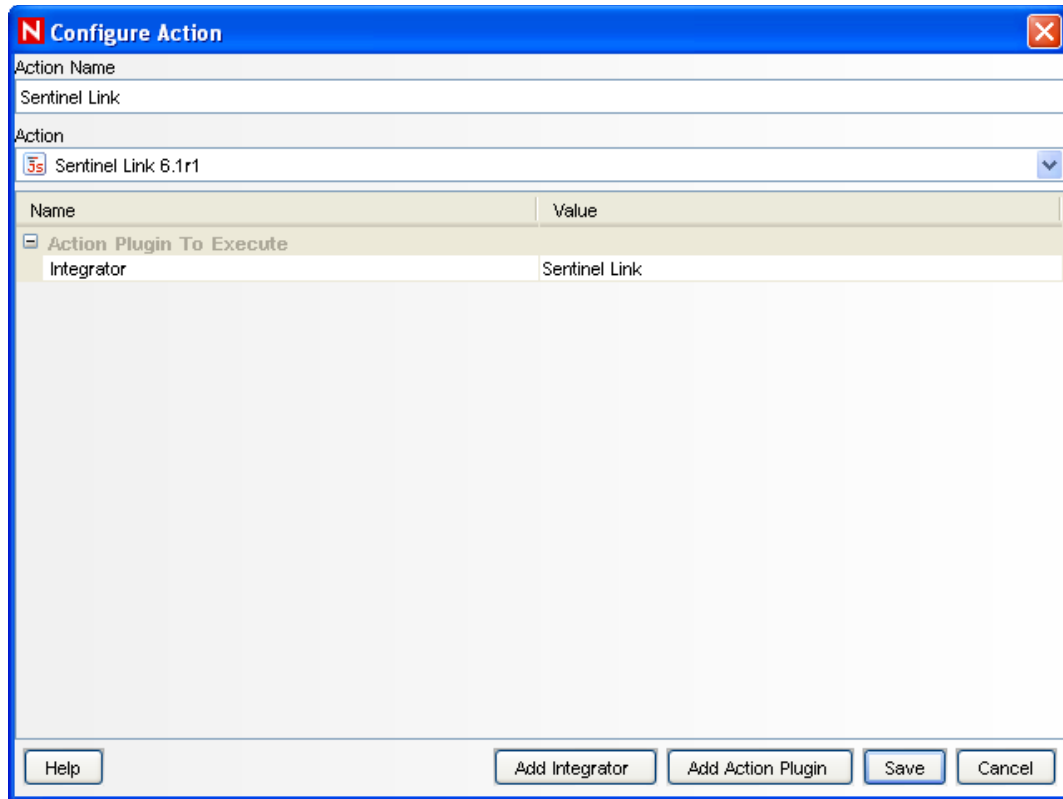 N Configure Action
Action Name
Sentinel Link
Action
Js Sentinel Link 6.1r1
Name Value
Action Plugin To Execute
Integrator Sentinel Link
Help Add Integrator Add Action Plugin Save Cancel